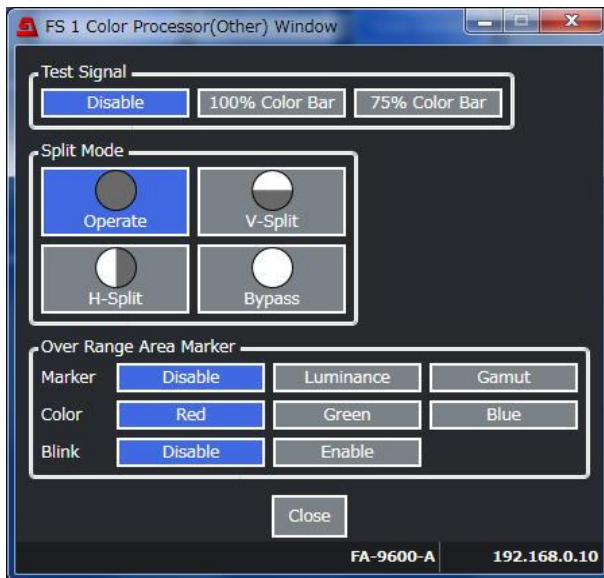 FS 1 Color Processor(Other) Window
Test Signal
Disable 100% Color Bar 75% Color Bar
Split Mode
Operate V-Split
H-Split Bypass
Over Range Area Marker
Marker Disable Luminance Gamut
Color Red Green Blue
Blink Disable Enable
Close
FA-9600-A 192.168.0.10